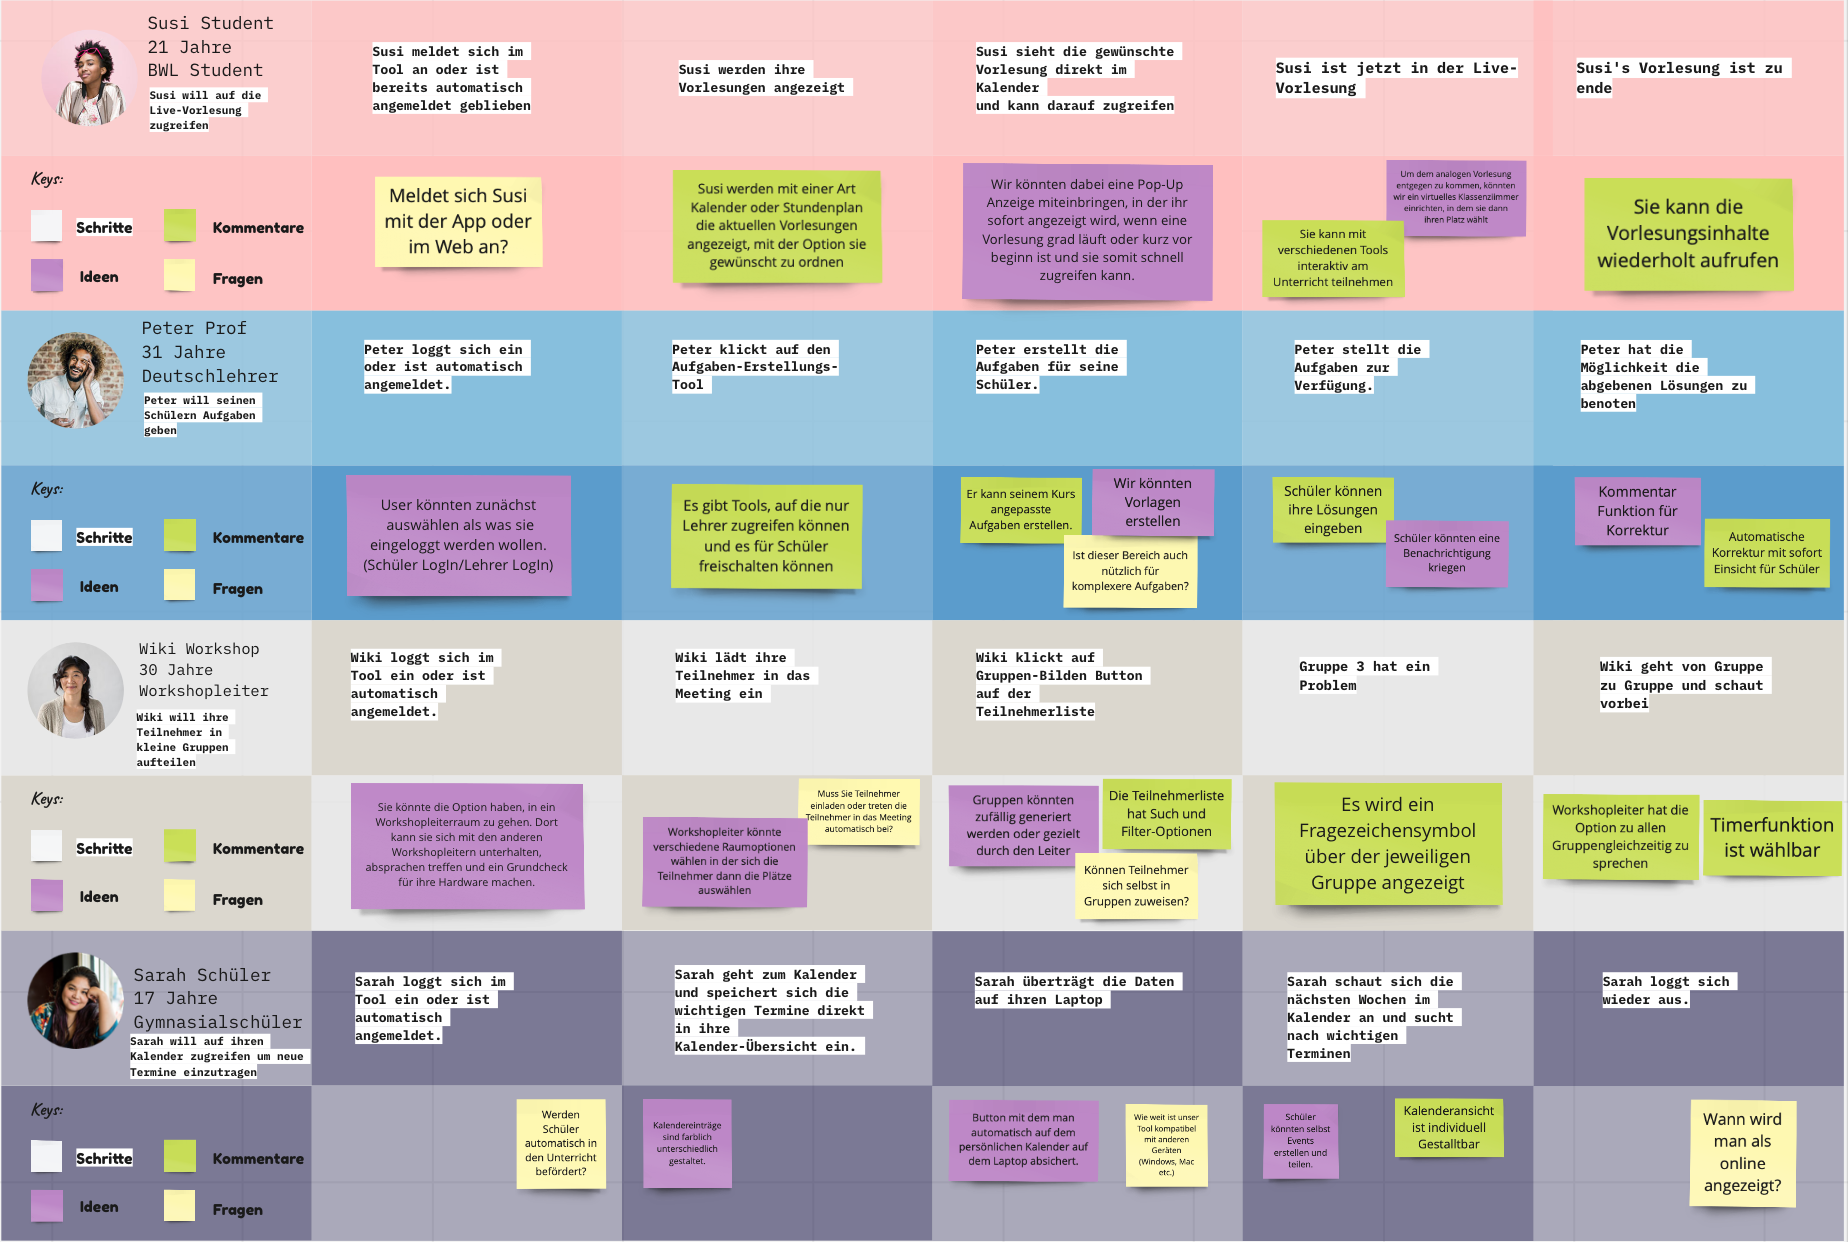 Susi Student
21 Jahre
BWL Student
Susi will auf die
Live-Vorlesung
zugreifen
Susi meldet sich im
Tool an oder ist
bereits automatisch
angemeldet geblieben
Susi werden ihre
Vorlesungen angezeigt
Susi sieht die gewünschte
Vorlesung direkt im
Kalender
und kann darauf zugreifen
Susi ist jetzt in der Live-
Vorlesung
Susi's Vorlesung ist zu
ende
Keys:
Schritte
Kommentare
Ideen
Fragen
Meldet sich Susi
mit der App oder
im Web an?
Susi werden mit einer Art
Kalender oder Stundenplan
die aktuellen Vorlesungen
angezeigt, mit der Option sie
gewünscht zu ordnen
Wir könnten dabei eine Pop-Up
Anzeige miteinbringen, in der ihr
sofort angezeigt wird, wenn eine
Vorlesung grad läuft oder kurz vor
beginn ist und sie somit schnell
zugreifen kann.
Um dem analogen Vorlesung
entgegen zu kommen, könnten
wir ein virtuelles Klassenzimmer
einrichten, in dem sie dann
ihren Platz wählt
Sie kann mit
verschiedenen Tools
interaktiv am
Unterricht teilnehmen
Sie kann die
Vorlesungsinhalte
wiederholt aufrufen
Peter Prof
31 Jahre
Deutschlehrer
Peter will seinen
Schülern Aufgaben
geben
Peter loggt sich ein
oder ist automatisch
angemeldet.
Peter klickt auf den
Aufgaben-Erstellungs-
Tool
Peter erstellt die
Aufgaben für seine
Schüler.
Peter stellt die
Aufgaben zur
Verfügung.
Peter hat die
Möglichkeit die
abgebenen Lösungen zu
benoten
Keys:
Schritte
Kommentare
Ideen
Fragen
User könnten zunächst
auswählen als was sie
eingeloggt werden wollen.
(Schüler LogIn/Lehrer LogIn)
Es gibt Tools, auf die nur
Lehrer zugreifen können
und es für Schüler
freischalten können
Er kann seinem Kurs
angepasste
Aufgaben erstellen.
Wir könnten
Vorlagen
erstellen
Ist dieser Bereich auch
nützlich für
komplexere Aufgaben?
Schüler können
ihre Lösungen
eingeben
Schüler könnten eine
Benachrichtigung
kriegen
Kommentar
Funktion für
Korrektur
Automatische
Korrektur mit sofort
Einsicht für Schüler
Wiki Workshop
30 Jahre
Workshopleiter
Wiki will ihre
Teilnehmer in
kleine Gruppen
aufteilen
Wiki loggt sich im
Tool ein oder ist
automatisch
angemeldet.
Wiki lädt ihre
Teilnehmer in das
Meeting ein
Wiki klickt auf
Gruppen-Bilden Button
auf der
Teilnehmerliste
Gruppe 3 hat ein
Problem
Wiki geht von Gruppe
zu Gruppe und schaut
vorbei
Keys:
Schritte
Kommentare
Ideen
Fragen
Sie könnte die Option haben, in ein
Workshopleiterraum zu gehen. Dort
kann sie sich mit den anderen
Workshopleitern unterhalten,
absprachen treffen und ein Grundcheck
für ihre Hardware machen.
Muss Sie Teilnehmer
einladen oder treten die
Teilnehmer in das Meeting
automatisch bei?
Workshopleiter könnte
verschiedene Raumoptionen
wählen in der sich die
Teilnehmer dann die Plätze
auswählen
Gruppen könnten
zufällig generiert
werden oder gezielt
durch den Leiter
Die Teilnehmerliste
hat Such und
Filter-Optionen
Können Teilnehmer
sich selbst in
Gruppen zuweisen?
Es wird ein
Fragezeichensymbol
über der jeweiligen
Gruppe angezeigt
Workshopleiter hat die
Option zu allen
Gruppengleichzeitig zu
sprechen
Timerfunktion
ist wählbar
Sarah Schüler
17 Jahre
Gymnasialschüler
Sarah will auf ihren
Kalender zugreifen um neue
Termine einzutragen
Sarah loggt sich im
Tool ein oder ist
automatisch
angemeldet.
Sarah geht zum Kalender
und speichert sich die
wichtigen Termine direkt
in ihre
Kalender-Übersicht ein.
Sarah überträgt die Daten
auf ihren Laptop
Sarah schaut sich die
nächsten Wochen im
Kalender an und sucht
nach wichtigen
Terminen
Sarah loggt sich
wieder aus.
Keys:
Schritte
Kommentare
Ideen
Fragen
Werden
Schüler
automatisch in
den Unterricht
befördert?
Kalendereinträge
sind farblich
unterschiedlich
gestaltet.
Button mit dem man
automatisch auf dem
persönlichen Kalender auf
dem Laptop absichert.
Wie weit ist unser
Tool kompatibel
mit anderen
Geräten
(Windows, Mac
etc.)
Schüler
könnten selbst
Events
erstellen und
teilen.
Kalenderansicht
ist individuell
Gestalltbar
Wann wird
man als
online
angezeigt?